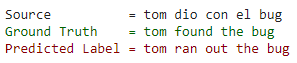 Source = tom dio con el bug
Ground Truth = tom found the bug
Predicted Label = tom ran out the bug